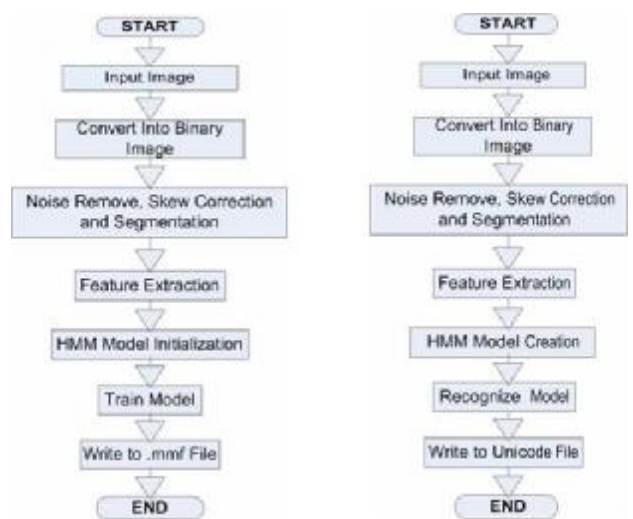 START
Input Image
Convert Into Binary
Image
Noise Remove, Skew Correction
and Segmentation
Feature Extraction
HMM Model Initialization
Train Model
Write to .mmf File
END
START
Input Image
Convert Into Binary
Image
Noise Remove, Skew Correction
and Segmentation
Feature Extraction
HMM Model Creation
Recognize Model
Write to Unicode File
END